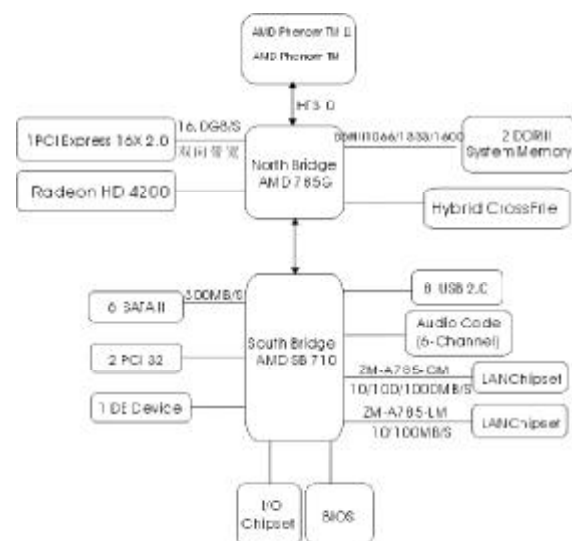 AMD Phenom TM II
AMD Phenom TM
HT3.0
16.0GB/S
1PCI Express 16X 2.0
双向带宽
DDRIII1066/1333/1600
2 DDRIII
System Memory
North Bridge
AMD 785G
Radeon HD 4200
Hybrid CrossFire
300MB/S
6 SATA II
8 USB 2.0
South Bridge
AMD SB 710
Audio Code
(6-Channel)
2 PCI 32
ZM-A785-GM
10/100/1000MB/S
LANChipset
1 IDE Device
ZM-A785-LM
10/100MB/S
LANChipset
I/O
Chipset
BIOS